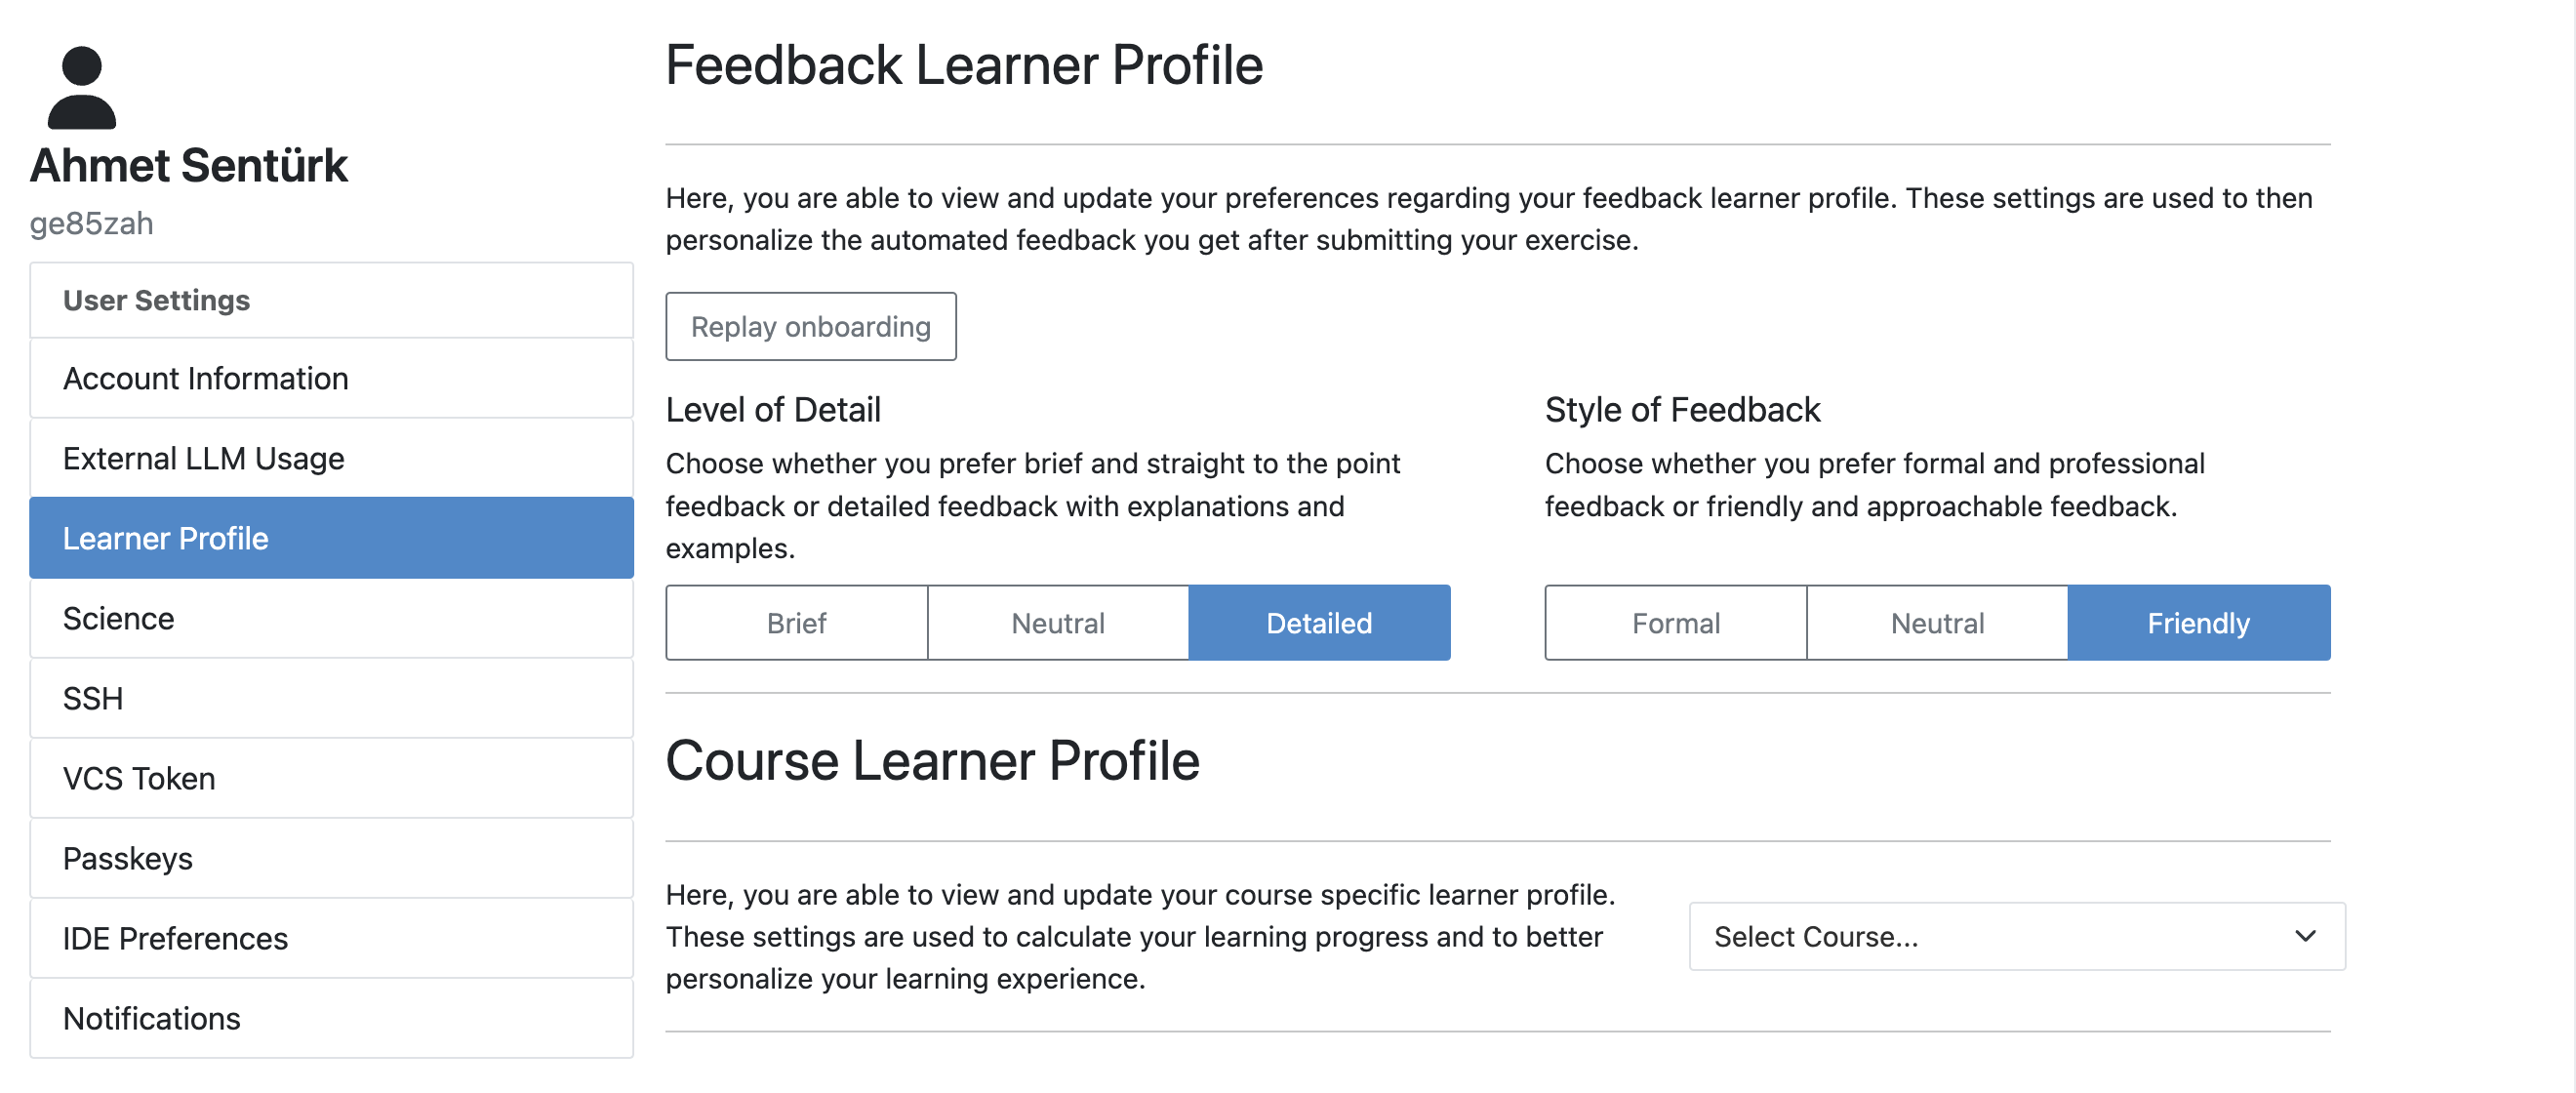 Ahmet Sentürk
ge85zah
User Settings
Account Information
External LLM Usage
Learner Profile
Science
SSH
VCS Token
Passkeys
IDE Preferences
Notifications
Feedback Learner Profile
Here, you are able to view and update your preferences regarding your feedback learner profile. These settings are used to then
personalize the automated feedback you get after submitting your exercise.
Replay onboarding
Level of Detail
Choose whether you prefer brief and straight to the point
feedback or detailed feedback with explanations and
examples.
Brief
Neutral
Detailed
Style of Feedback
Choose whether you prefer formal and professional
feedback or friendly and approachable feedback.
Formal
Neutral
Friendly
Course Learner Profile
Here, you are able to view and update your course specific learner profile.
These settings are used to calculate your learning progress and to better
personalize your learning experience.
Select Course...